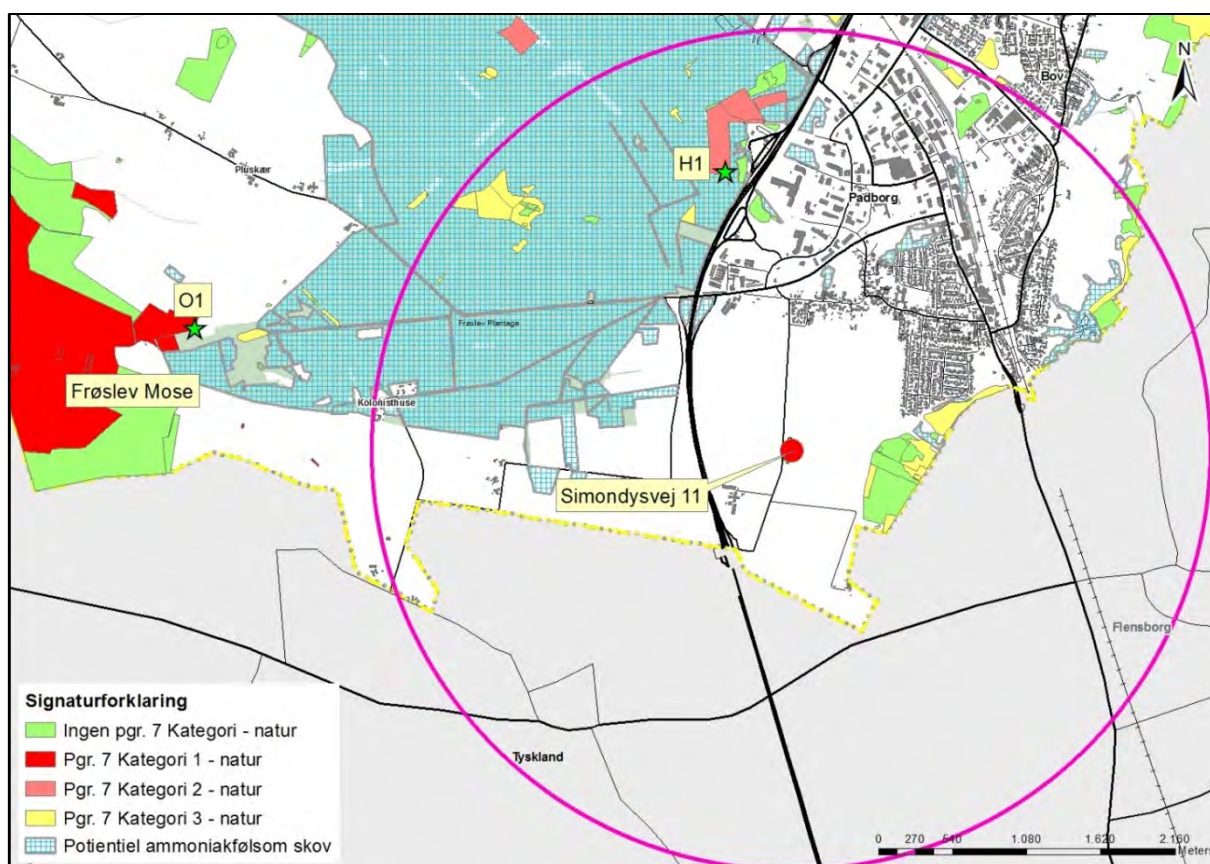 N
Bov
H1
Pluskær
Padborg
O1
Frøslev Plantage
Frøslev Mose
Kolonisthuse
Simondysvej 11
Flensborg
Signaturforklaring
Ingen pgr. 7 Kategori - natur
Pgr. 7 Kategori 1 - natur
Pgr. 7 Kategori 2 - natur
Pgr. 7 Kategori 3 - natur
Potientiel ammoniakfølsom skov
Tyskland
0 270 540 1.080 1.620 2.160
Meters